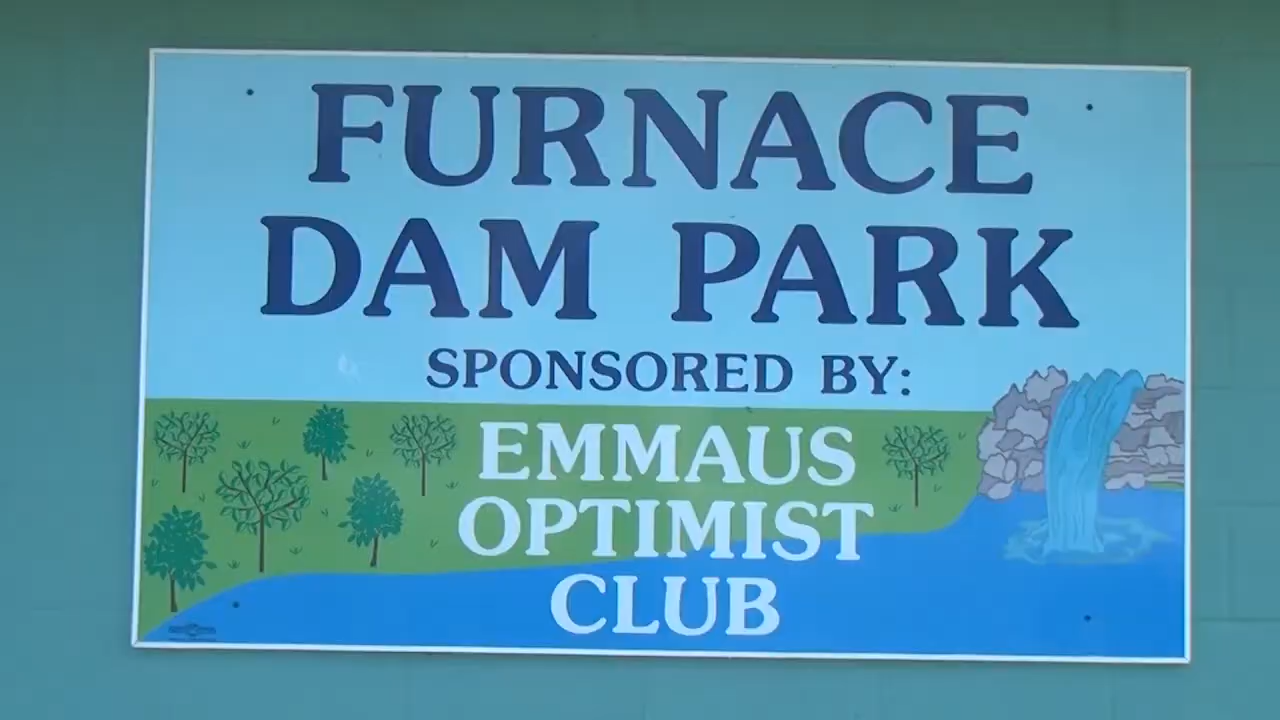 FURNACE
DAM PARK
SPONSORED BY:
EMMAUS
OPTIMIST
CLUB